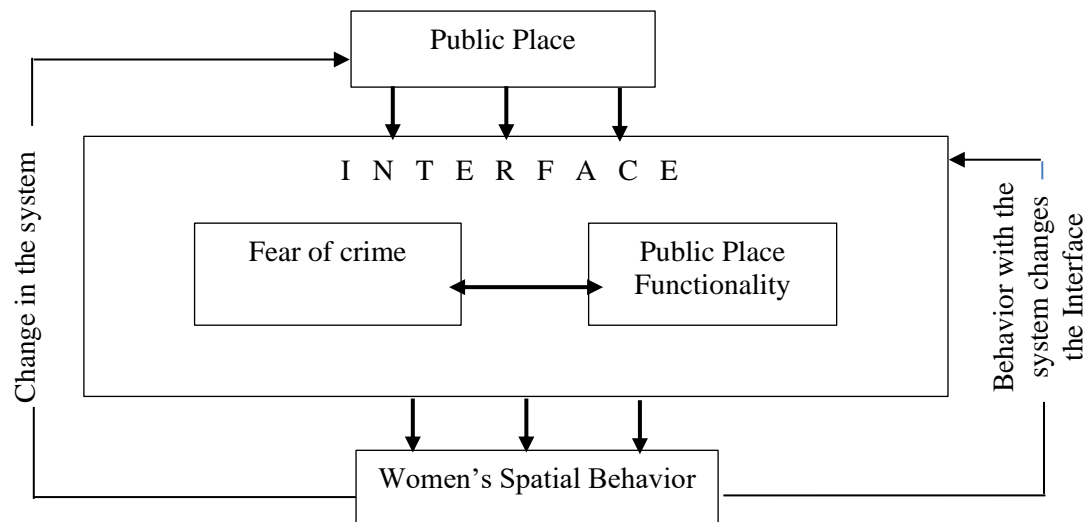 Public Place
I N T E R F A C E
Fear of crime
Public Place
Functionality
Women’s Spatial Behavior
Change in the system
Behavior with the
system changes
the Interface